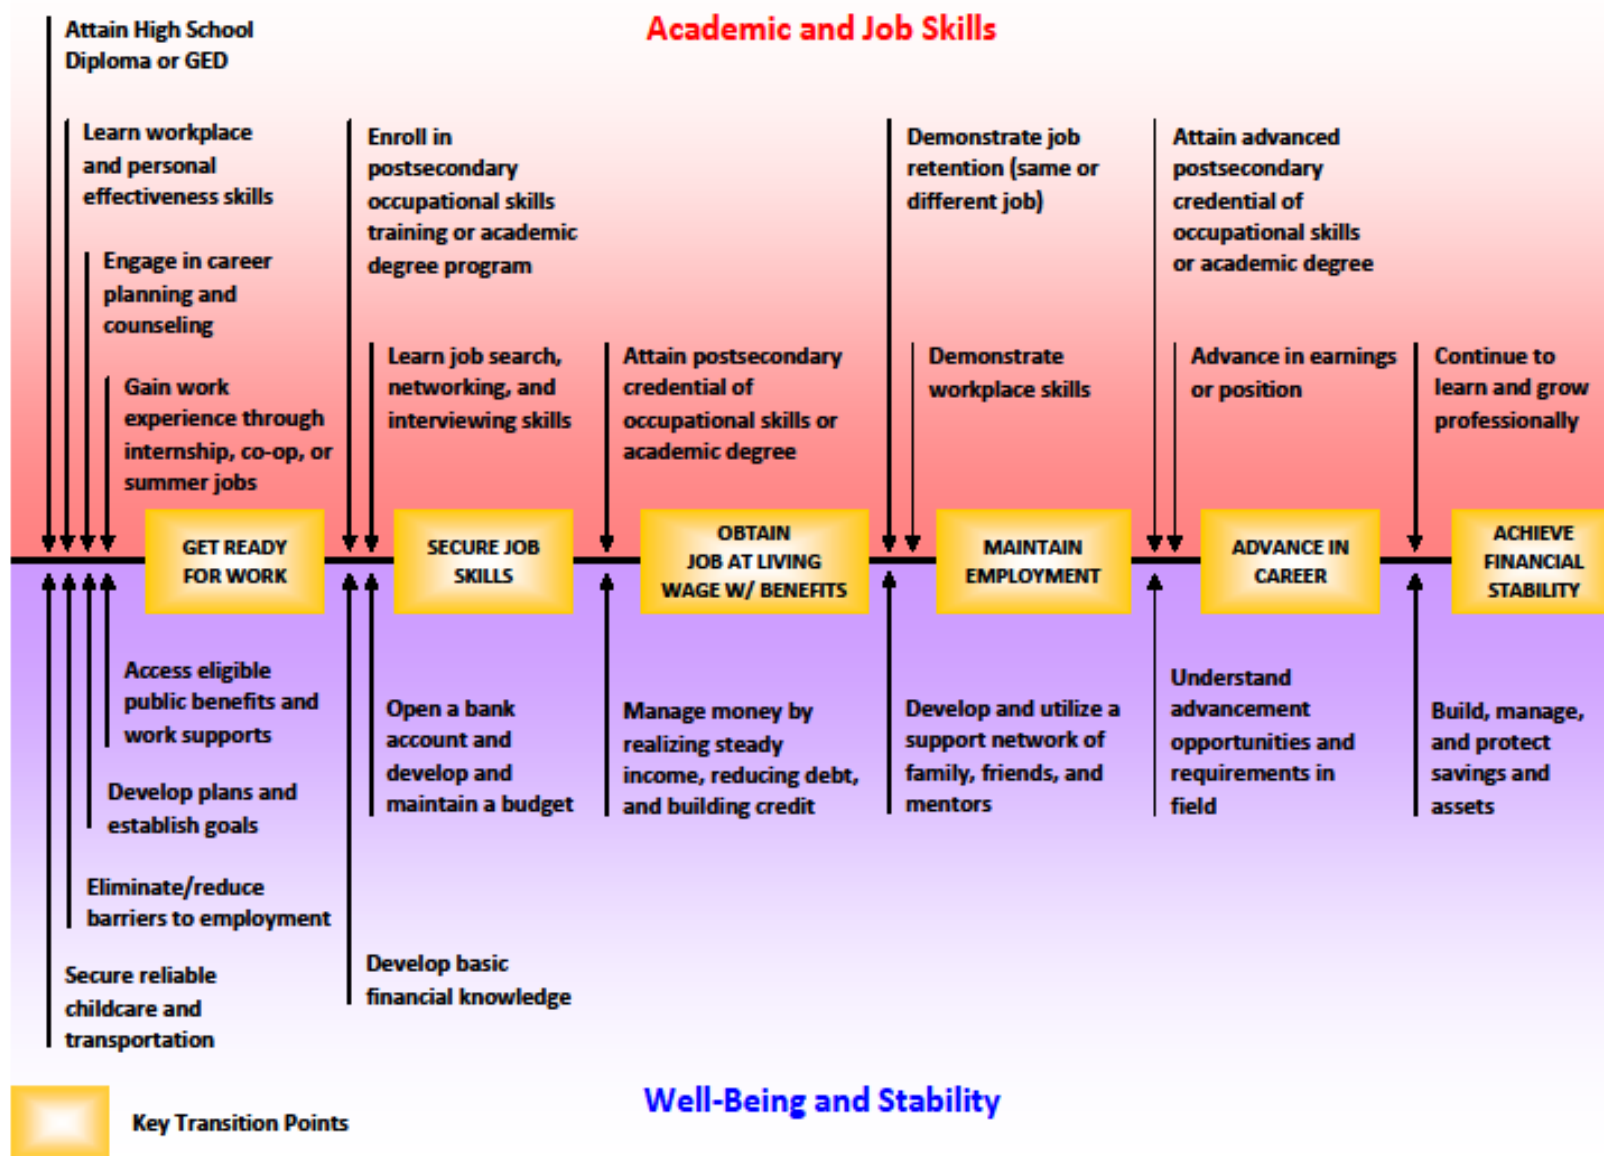 Academic and Job Skills
Attain High School
Diploma or GED
Learn workplace
and personal
effectiveness skills
Engage in career
planning and
counseling
Gain work
experience through
internship, co-op, or
summer jobs
Enroll in
postsecondary
occupational skills
training or academic
degree program
Learn job search,
networking, and
interviewing skills
Attain postsecondary
credential of
occupational skills or
academic degree
Demonstrate job
retention (same or
different job)
Demonstrate
workplace skills
Attain advanced
postsecondary
credential of
occupational skills
or academic degree
Advance in earnings
or position
Continue to
learn and grow
professionally
GET READY
FOR WORK
SECURE JOB
SKILLS
OBTAIN
JOB AT LIVING
WAGE W/ BENEFITS
MAINTAIN
EMPLOYMENT
ADVANCE IN
CAREER
ACHIEVE
FINANCIAL
STABILITY
Access eligible
public benefits and
work supports
Develop plans and
establish goals
Eliminate/reduce
barriers to employment
Secure reliable
childcare and
transportation
Open a bank
account and
develop and
maintain a budget
Develop basic
financial knowledge
Manage money by
realizing steady
income, reducing debt,
and building credit
Develop and utilize a
support network of
family, friends, and
mentors
Understand
advancement
opportunities and
requirements in
field
Build, manage,
and protect
savings and
assets
Well-Being and Stability
Key Transition Points